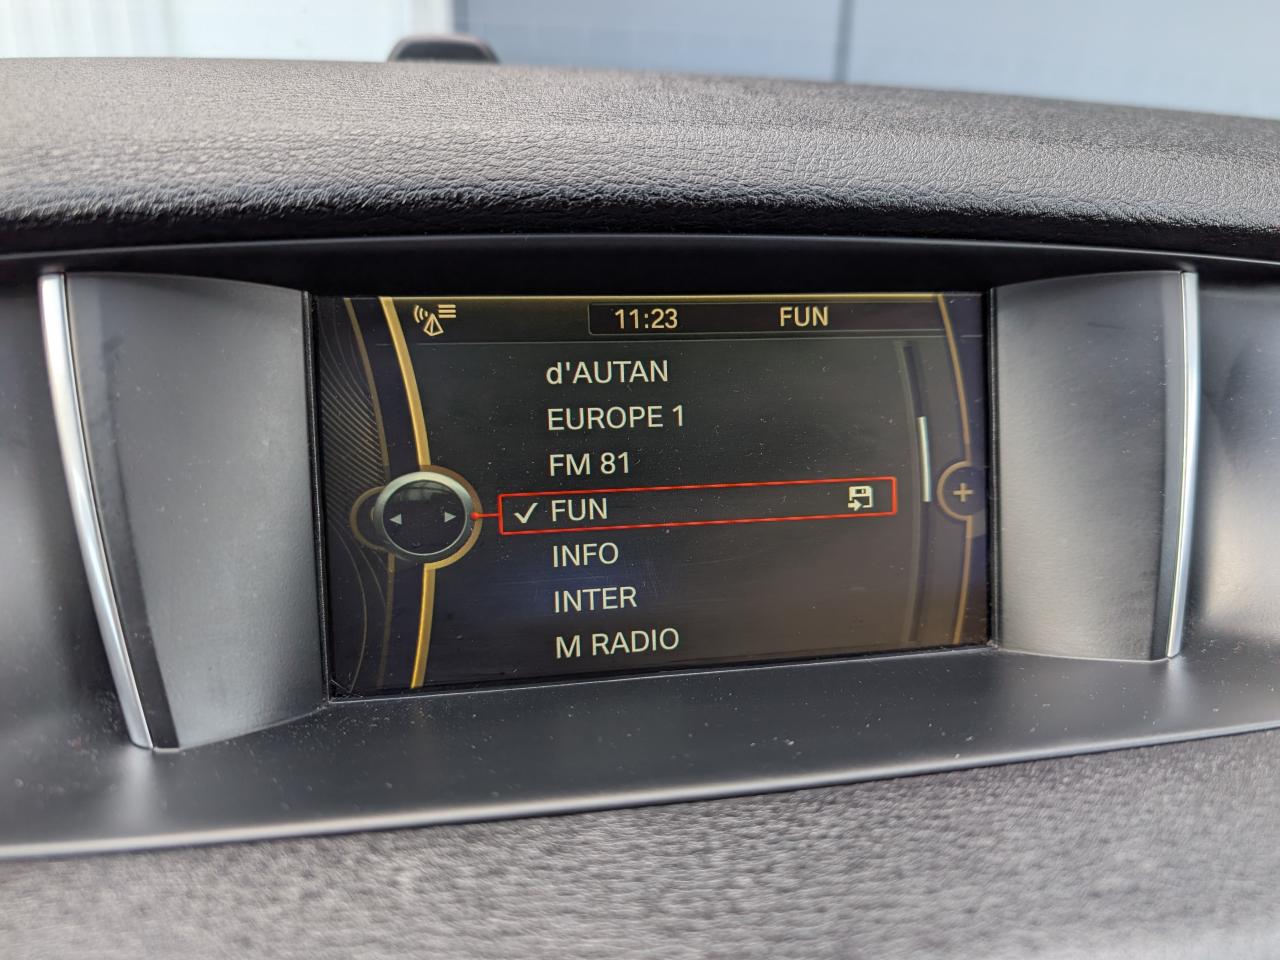 11:23 FUN
d'AUTAN
EUROPE 1
FM 81
FUN
INFO
INTER
M RADIO